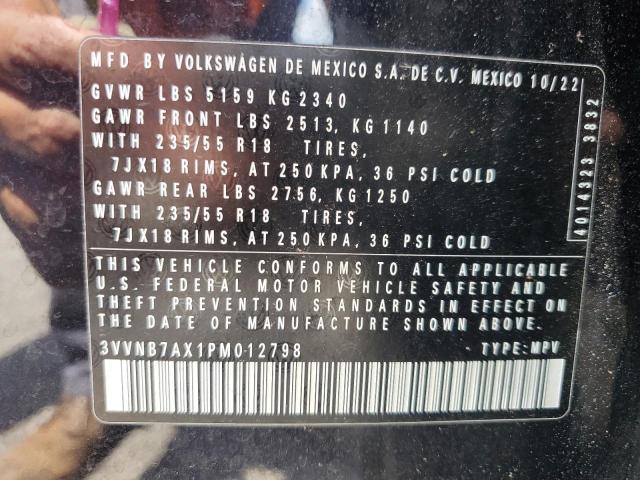 MFD BY VOLKSWAGEN DE MEXICO S.A. DE C.V. MEXICO 10/22
GVWR LBS 5159 KG 2340
GAWR FRONT LBS 2513, KG 1140
WITH 235/55 R18 TIRES,
7JX18 RIMS, AT 250 KPA, 36 PSI COLD
GAWR REAR LBS 2756, KG 1250
WITH 235/55 R18 TIRES,
7JX18 RIMS, AT 250 KPA, 36 PSI COLD
4014323 3832
THIS VEHICLE CONFORMS TO ALL APPLICABLE
U.S. FEDERAL MOTOR VEHICLE SAFETY AND
THEFT PREVENTION STANDARDS IN EFFECT ON
THE DATE OF MANUFACTURE SHOWN ABOVE.
3VVNB7AX1PM012798 TYPE: MPV